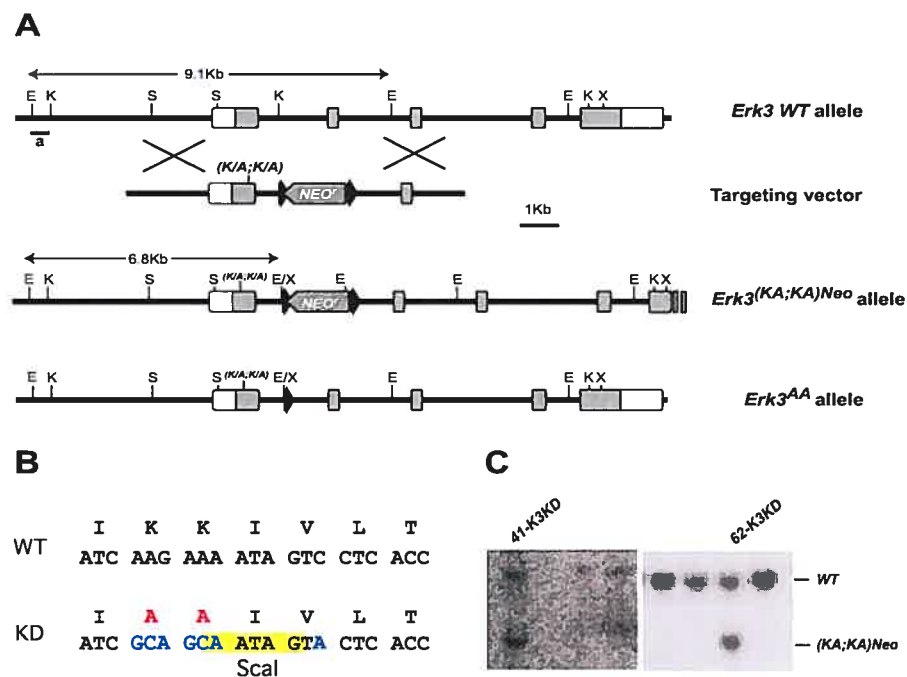 A
9.1Kb
E K S S K E E K X
Erk3 WT allele
a
(K/A;K/A)
NEOr
Targeting vector
1Kb
6.8Kb
E K S S (K/A;K/A) E/X E E E K X
NEOr
Erk3(KA;KA)Neo allele
E K S S (K/A;K/A) E/X E E K X
Erk3AA allele
B
I K K I V L T
WT ATC AAG AAA ATA GTC CTC ACC
I A A I V L T
KD ATC GCA GCA ATA GTA CTC ACC
ScaI
C
41-K3KD
62-K3KD
WT
(KA;KA)Neo